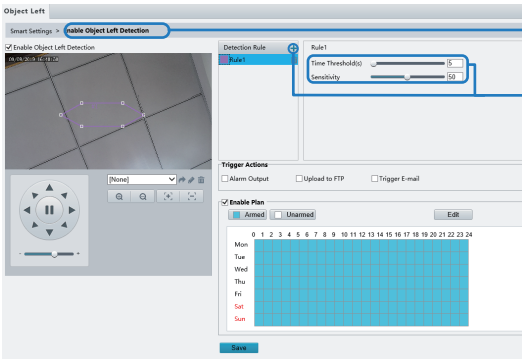 Object Left
Smart Settings > Enable Object Left Detection
Enable Object Left Detection
Detection Rule
Rule1
Rule1
Time Threshold(s)
5
Sensitivity
50
[None]
Trigger Actions
Alarm Output
Upload to FTP
Trigger E-mail
Enable Plan
Armed
Unarmed
Edit
0 1 2 3 4 5 6 7 8 9 10 11 12 13 14 15 16 17 18 19 20 21 22 23 24
Mon
Tue
Wed
Thu
Fri
Sat
Sun
Save